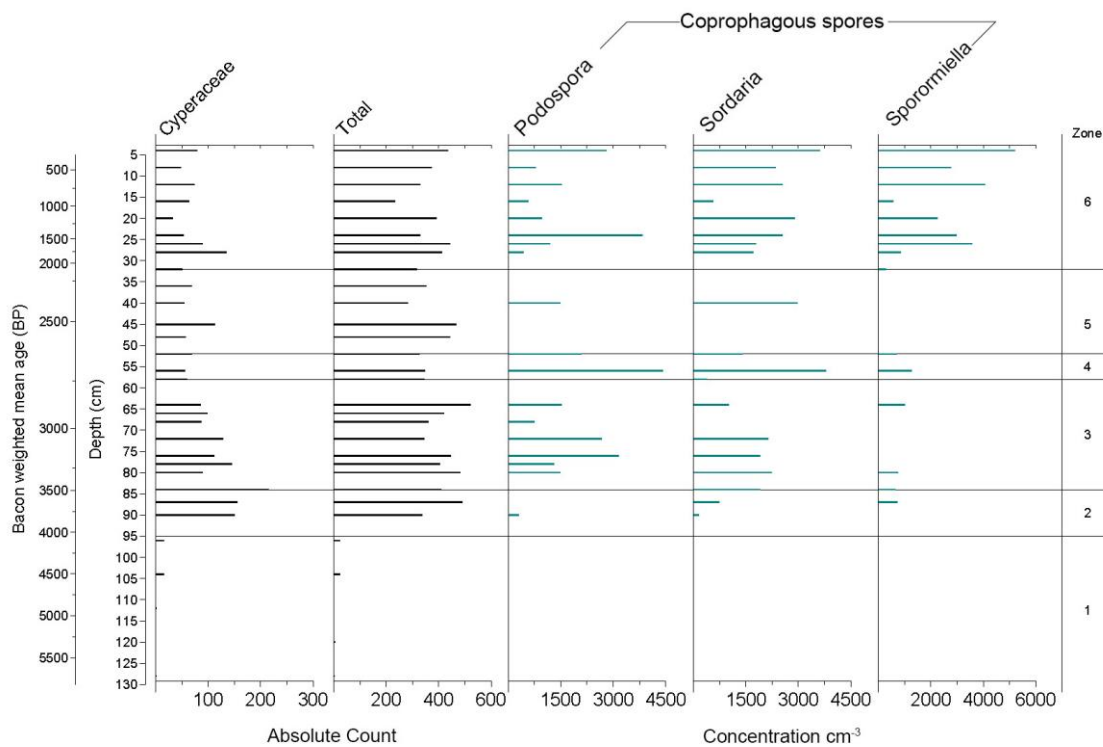 Coprophagous spores
Cyperaceae
Total
Podospora
Sordaria
Sporormiella
Zone
Bacon weighted mean age (BP)
500
1000
1500
2000
2500
3000
3500
4000
4500
5000
5500
Depth (cm)
5
10
15
20
25
30
35
40
45
50
55
60
65
70
75
80
85
90
95
100
105
110
115
120
125
130
6
5
4
3
2
1
100 200 300
200 400 600
1500 3000 4500
1500 3000 4500
2000 4000 6000
Absolute Count
Concentration cm-3